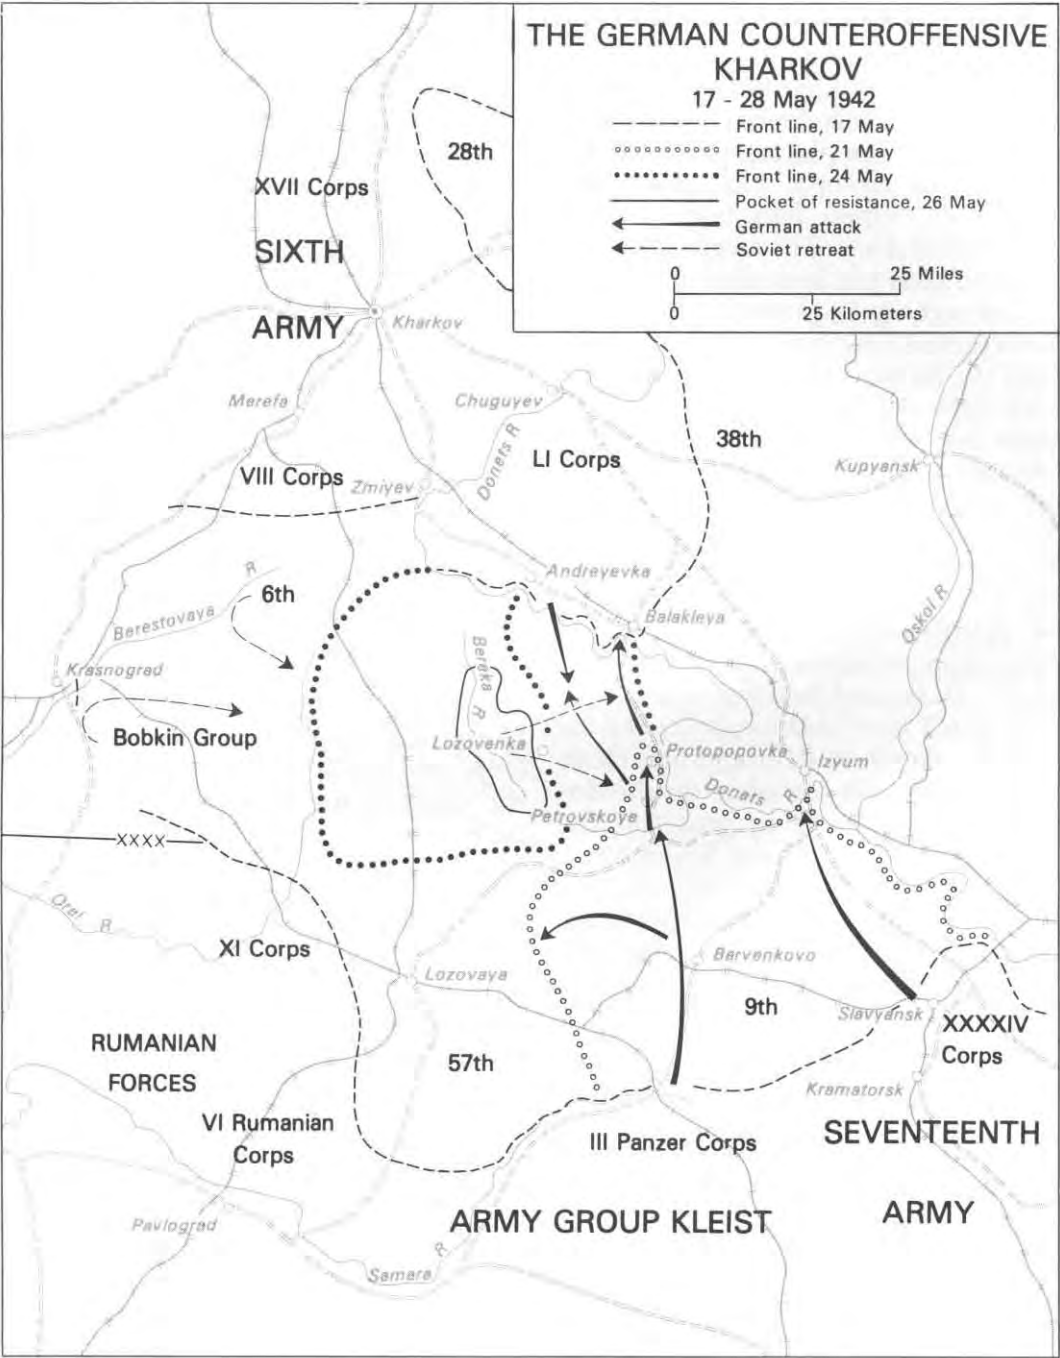 THE GERMAN COUNTEROFFENSIVE
KHARKOV
17 - 28 May 1942
Front line, 17 May
Front line, 21 May
Front line, 24 May
Pocket of resistance, 26 May
German attack
Soviet retreat
0
25 Miles
0
25 Kilometers
28th
XVII Corps
SIXTH
ARMY
Kharkov
Merefa
Chuguyev
38th
Donets R
LI Corps
Kupyansk
VIII Corps
Zmiyev
Andreyevka
6th
Berestovaya R
Balakleya
Oskol R
Krasnograd
Bereka R
Bobkin Group
Lozovenka
Protopopovka
Izyum
Donets R
Petrovskoye
XXXX
Orel R
XI Corps
Lozovaya
Barvenkovo
9th
Slavyansk
XXXXIV
Corps
RUMANIAN
FORCES
57th
Kramatorsk
VI Rumanian
Corps
III Panzer Corps
SEVENTEENTH
ARMY
ARMY GROUP KLEIST
Pavlograd
Samara R